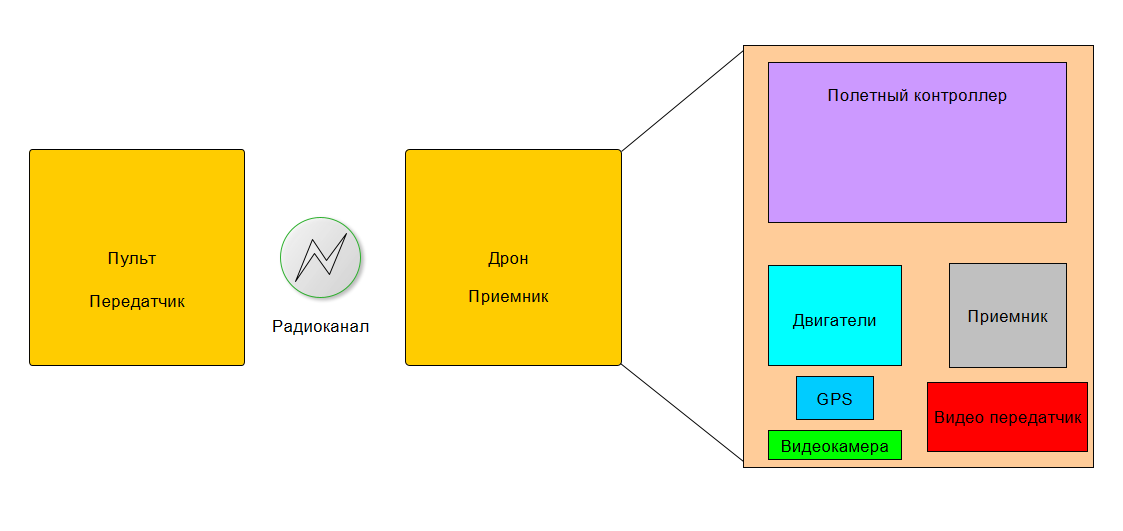 Пульт
Передатчик
Радиоканал
Дрон
Приемник
Полетный контроллер
Двигатели
Приемник
GPS
Видео передатчик
Видеокамера